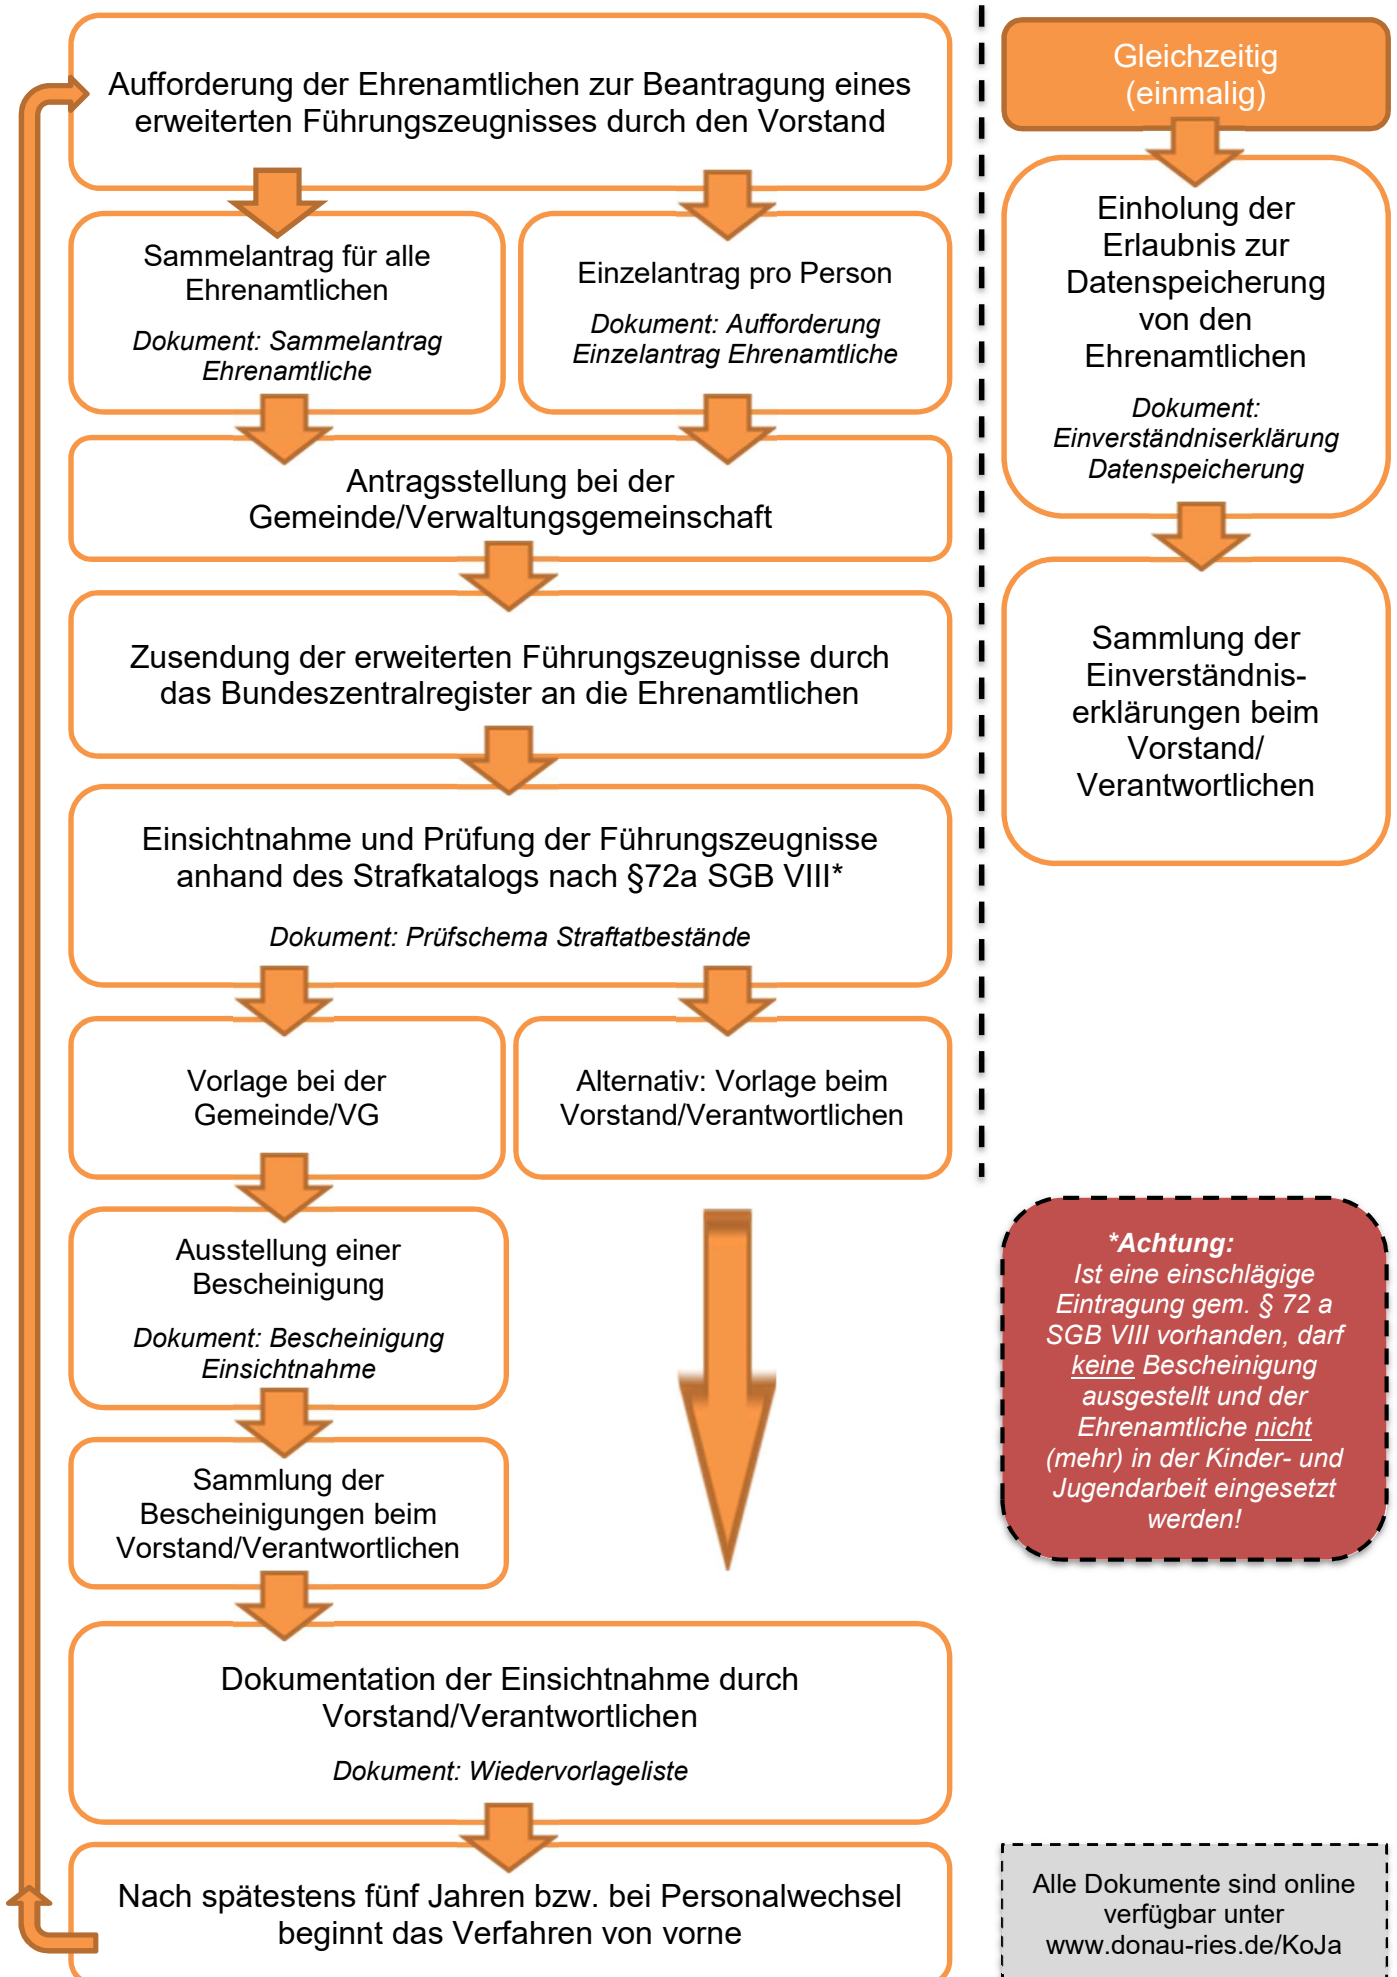 Aufforderung der Ehrenamtlichen zur Beantragung eines
erweiterten Führungszeugnisses durch den Vorstand
Sammelantrag für alle
Ehrenamtlichen
Dokument: Sammelantrag
Ehrenamtliche
Einzelantrag pro Person
Dokument: Aufforderung
Einzelantrag Ehrenamtliche
Antragsstellung bei der
Gemeinde/Verwaltungsgemeinschaft
Zusendung der erweiterten Führungszeugnisse durch
das Bundeszentralregister an die Ehrenamtlichen
Einsichtnahme und Prüfung der Führungszeugnisse
anhand des Strafkatalogs nach §72a SGB VIII*
Dokument: Prüfschema Straftatbestände
Vorlage bei der
Gemeinde/VG
Alternativ: Vorlage beim
Vorstand/Verantwortlichen
Ausstellung einer
Bescheinigung
Dokument: Bescheinigung
Einsichtnahme
Sammlung der
Bescheinigungen beim
Vorstand/Verantwortlichen
Dokumentation der Einsichtnahme durch
Vorstand/Verantwortlichen
Dokument: Wiedervorlageliste
Nach spätestens fünf Jahren bzw. bei Personalwechsel
beginnt das Verfahren von vorne
Gleichzeitig
(einmalig)
Einholung der
Erlaubnis zur
Datenspeicherung
von den
Ehrenamtlichen
Dokument:
Einverständniserklärung
Datenspeicherung
Sammlung der
Einverständnis-
erklärungen beim
Vorstand/
Verantwortlichen
*Achtung:
Ist eine einschlägige
Eintragung gem. § 72 a
SGB VIII vorhanden, darf
keine Bescheinigung
ausgestellt und der
Ehrenamtliche nicht
(mehr) in der Kinder- und
Jugendarbeit eingesetzt
werden!
Alle Dokumente sind online
verfügbar unter
www.donau-ries.de/KoJa